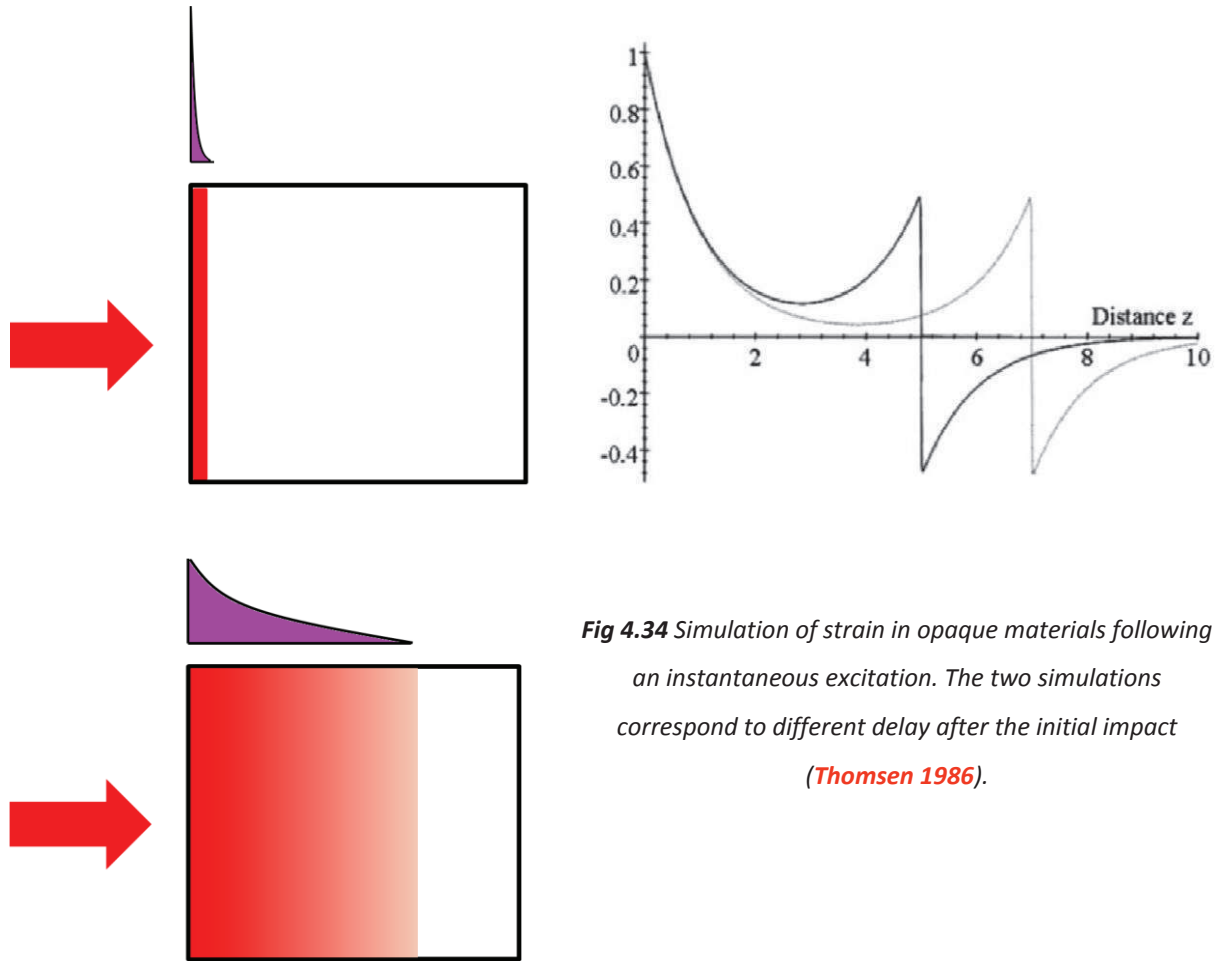 1
0.8
0.6
0.4
0.2
0
-0.2
-0.4
2
4
6
8
10
Distance z
Fig 4.34 Simulation of strain in opaque materials following
an instantaneous excitation. The two simulations
correspond to different delay after the initial impact
(Thomsen 1986).